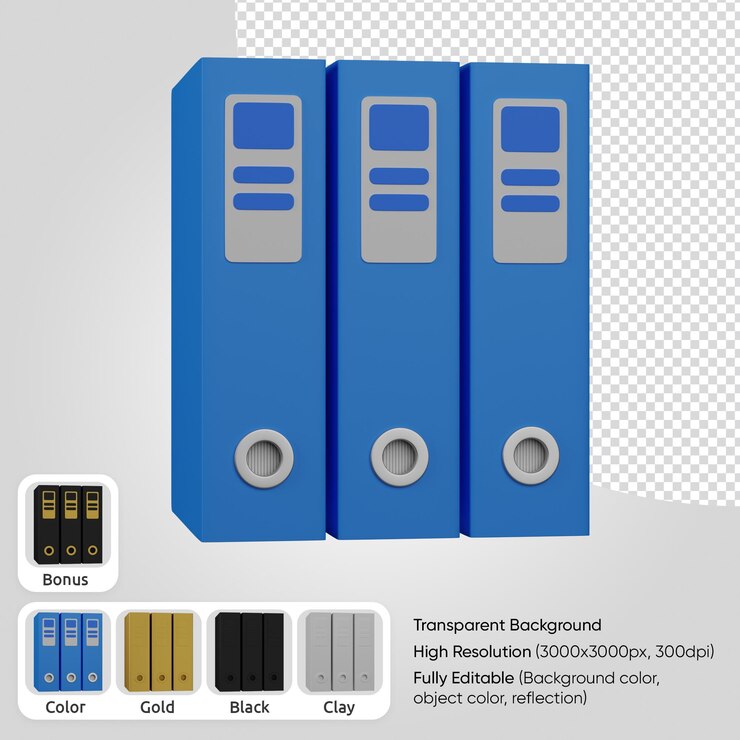 Bonus
Color
Gold
Black
Clay
Transparent Background
High Resolution (3000x3000px, 300dpi)
Fully Editable (Background color,
object color, reflection)